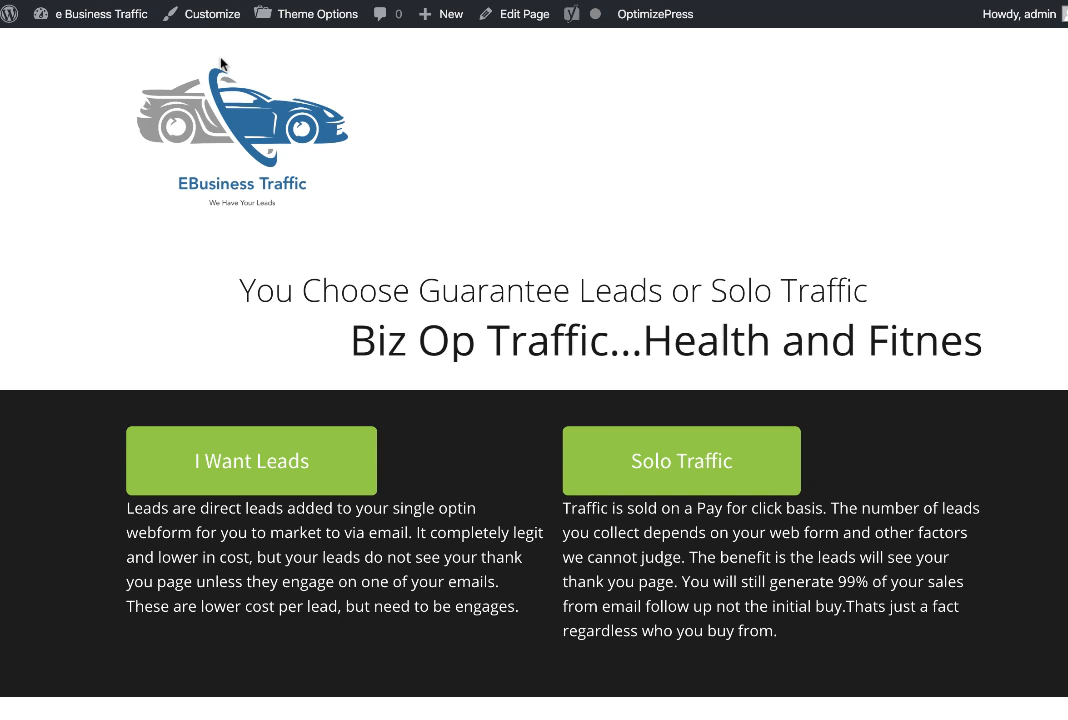 e Business Traffic Customize Theme Options 0 New Edit Page OptimizePress Howdy, admin
EBusiness Traffic
We Have Your Leads
You Choose Guarantee Leads or Solo Traffic
Biz Op Traffic...Health and Fitnes
I Want Leads
Leads are direct leads added to your single optin
webform for you to market to via email. It completely legit
and lower in cost, but your leads do not see your thank
you page unless they engage on one of your emails.
These are lower cost per lead, but need to be engages.
Solo Traffic
Traffic is sold on a Pay for click basis. The number of leads
you collect depends on your web form and other factors
we cannot judge. The benefit is the leads will see your
thank you page. You will still generate 99% of your sales
from email follow up not the initial buy.Thats just a fact
regardless who you buy from.